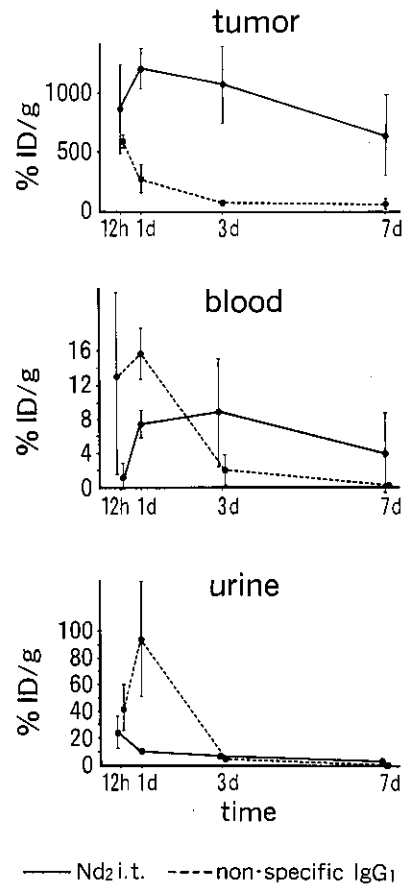 tumor
% ID/g
1000
500
0
12h 1d 3d 7d
blood
% ID/g
16
12
8
4
0
12h 1d 3d 7d
urine
% ID/g
100
80
60
40
20
0
12h 1d 3d 7d
time
Nd2 i.t. non-specific IgG1